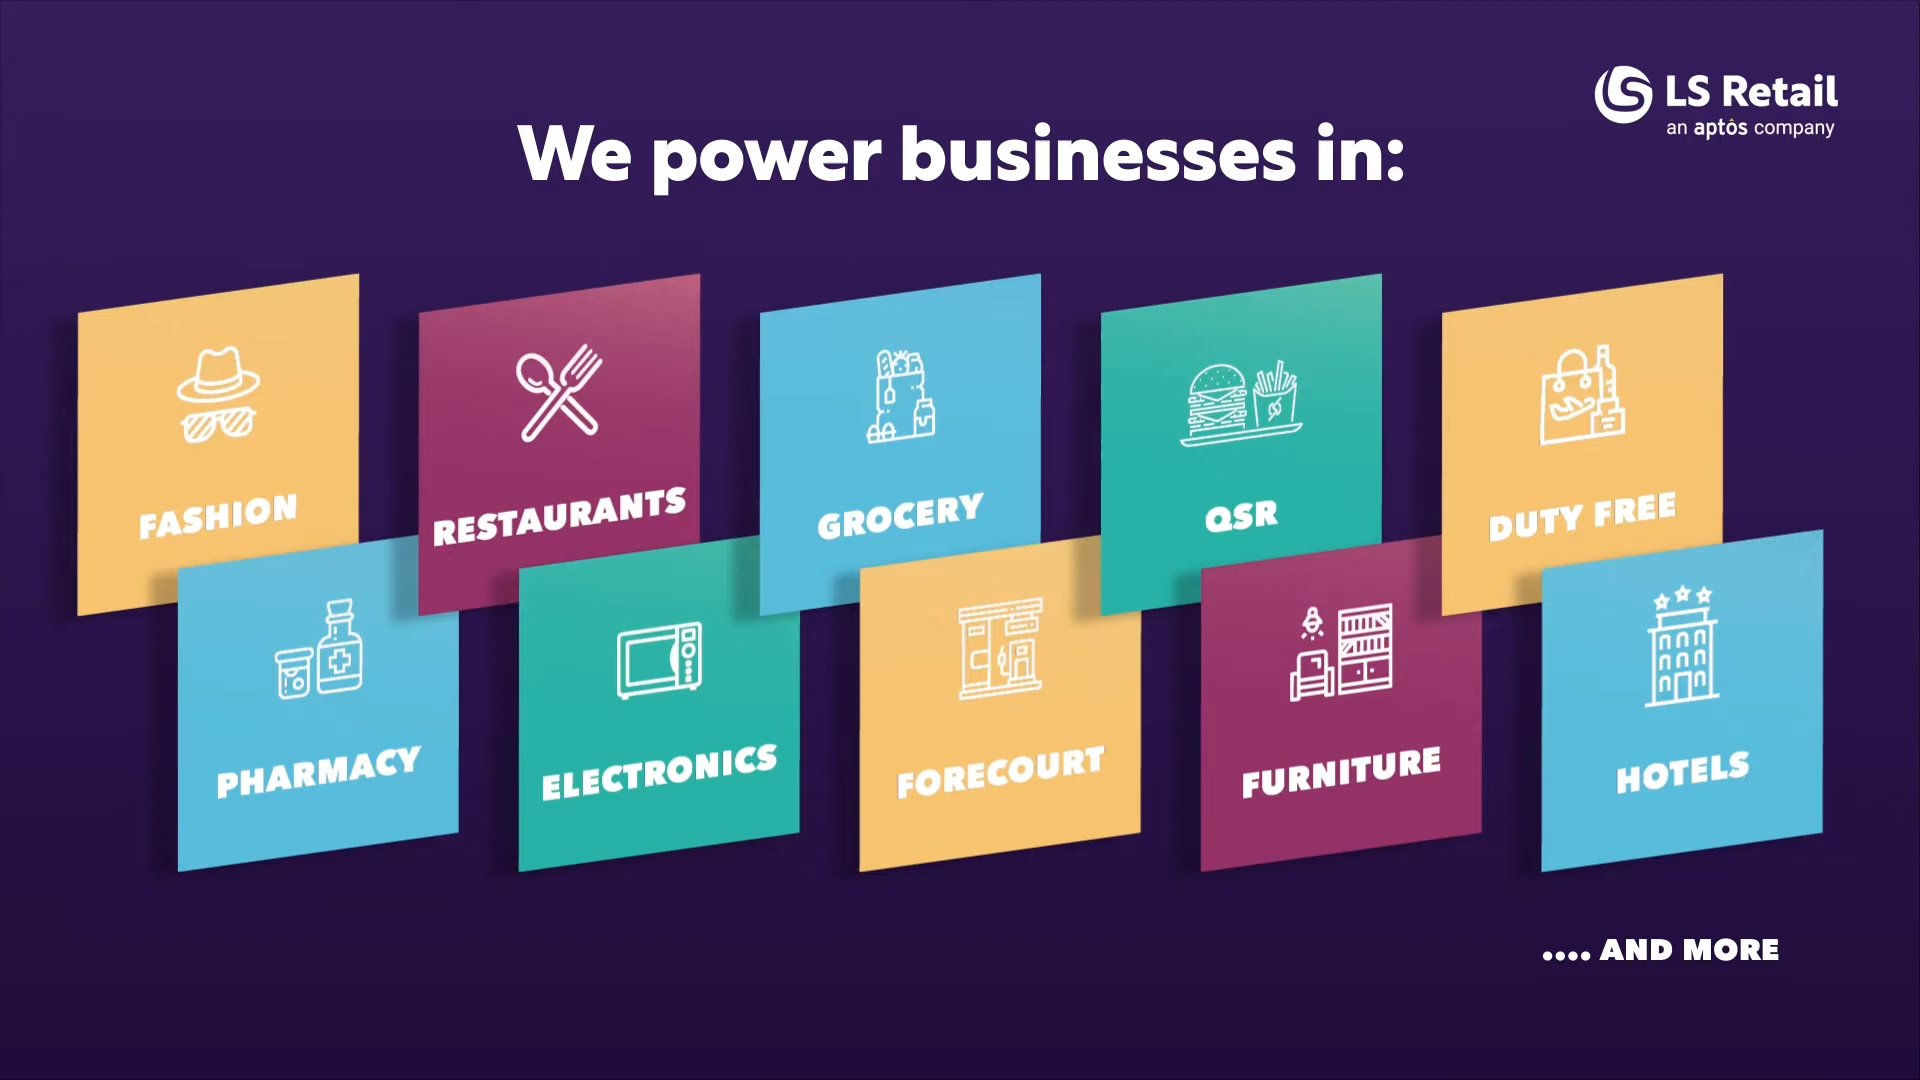 LS Retail
an aptos company
We power businesses in:
FASHION
RESTAURANTS
GROCERY
QSR
DUTY FREE
PHARMACY
ELECTRONICS
FORECOURT
FURNITURE
HOTELS
.... AND MORE